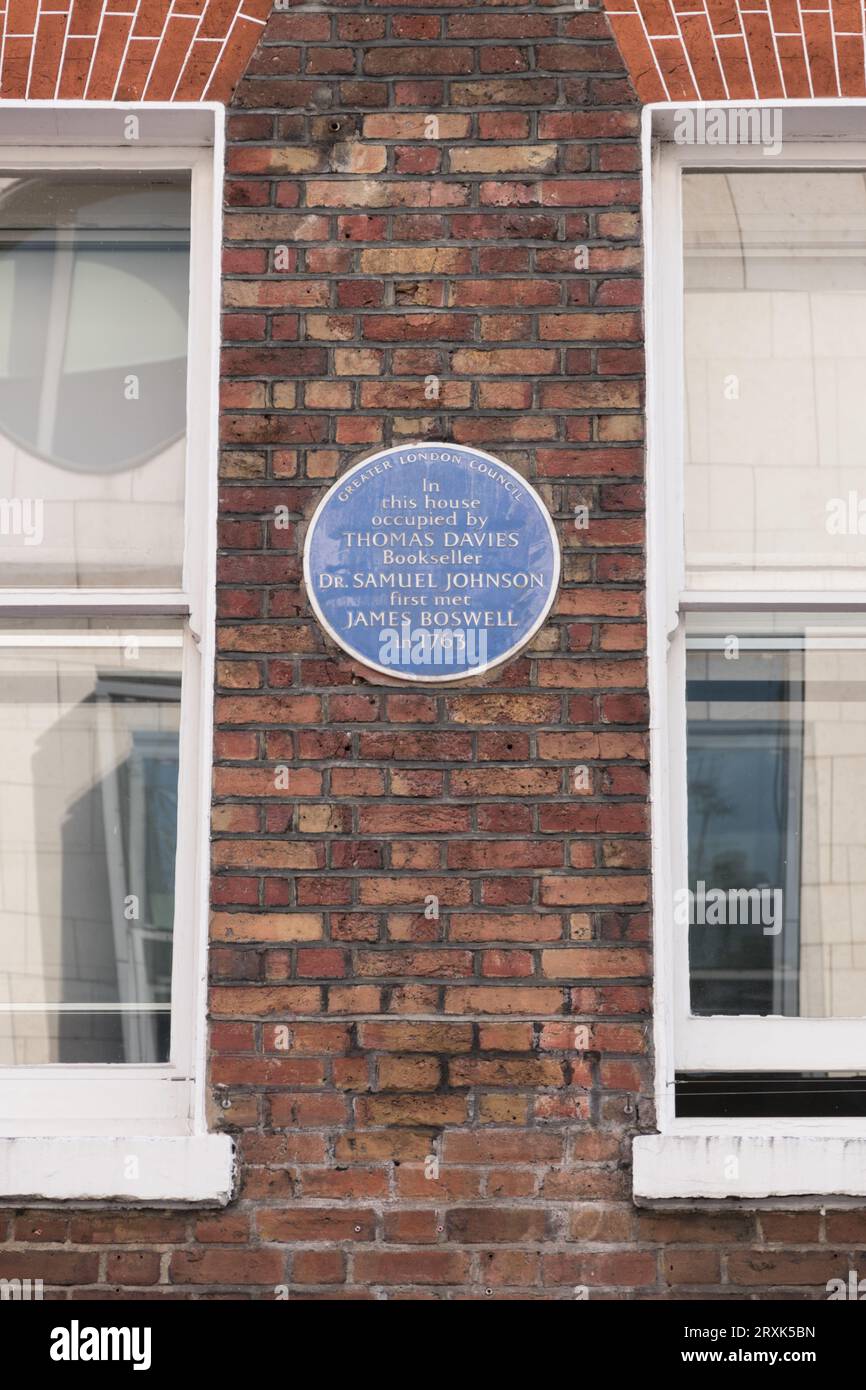 GREATER LONDON COUNCIL
In
this house
occupied by
THOMAS DAVIES
Bookseller
DR. SAMUEL JOHNSON
first met
JAMES BOSWELL
in 1763
alamy
Image ID: 2RXK5BN
www.alamy.com